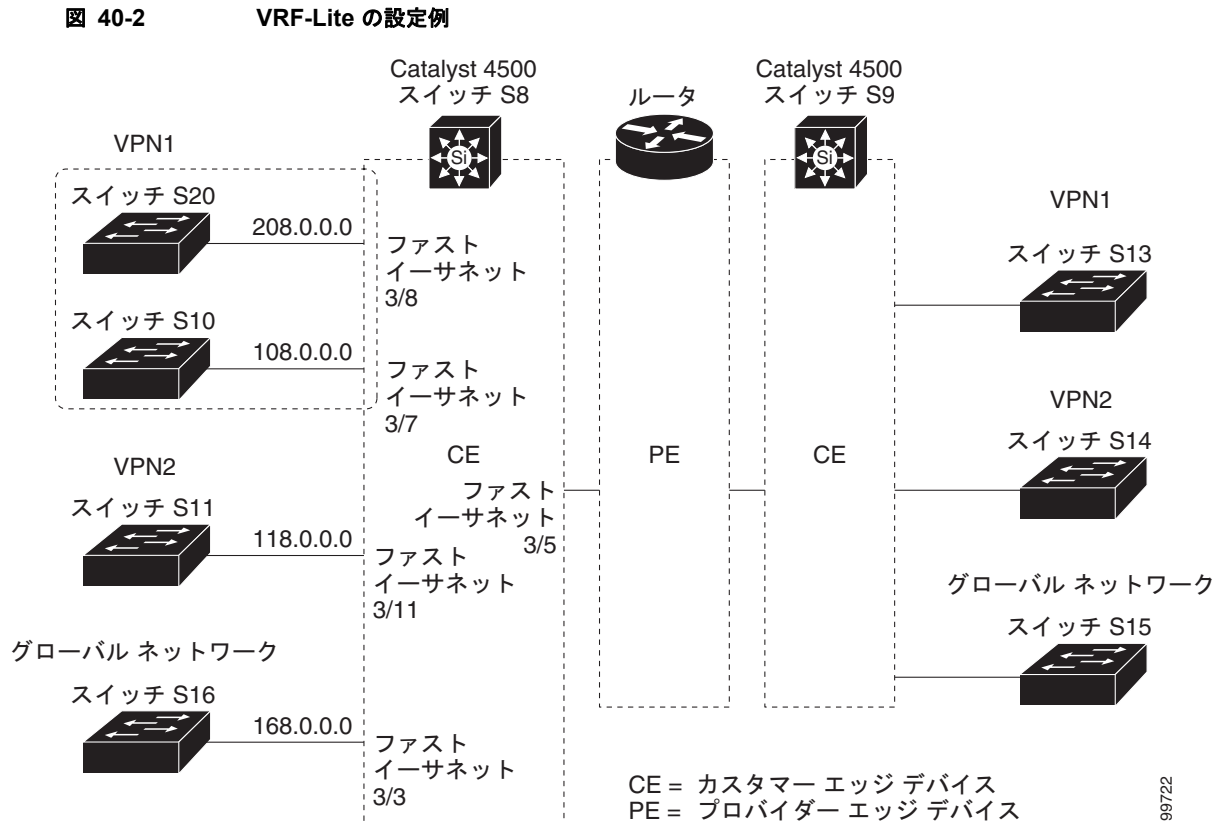 図 40-2 VRF-Lite の設定例
Catalyst 4500
スイッチ S8
ルータ
Catalyst 4500
スイッチ S9
Si
Si
VPN1
スイッチ S20
208.0.0.0
ファスト
イーサネット
3/8
スイッチ S10
108.0.0.0
ファスト
イーサネット
3/7
VPN2
スイッチ S11
118.0.0.0
ファスト
イーサネット
3/11
グローバル ネットワーク
スイッチ S16
168.0.0.0
ファスト
イーサネット
3/3
CE
ファスト
イーサネット
3/5
PE
CE
VPN1
スイッチ S13
VPN2
スイッチ S14
グローバル ネットワーク
スイッチ S15
CE = カスタマー エッジ デバイス
PE = プロバイダー エッジ デバイス
99722